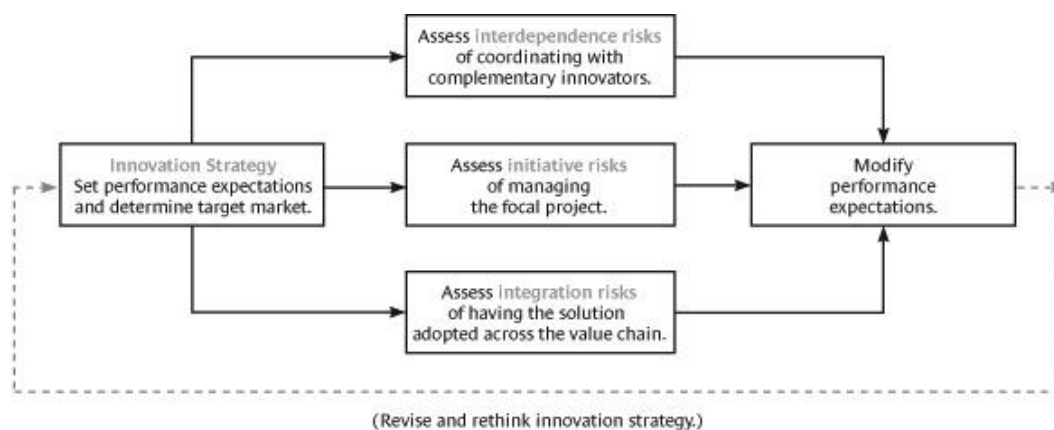 Assess interdependence risks
of coordinating with
complementary innovators.
Innovation Strategy
Set performance expectations
and determine target market.
Assess initiative risks
of managing
the focal project.
Modify
performance
expectations.
Assess integration risks
of having the solution
adopted across the value chain.
(Revise and rethink innovation strategy.)